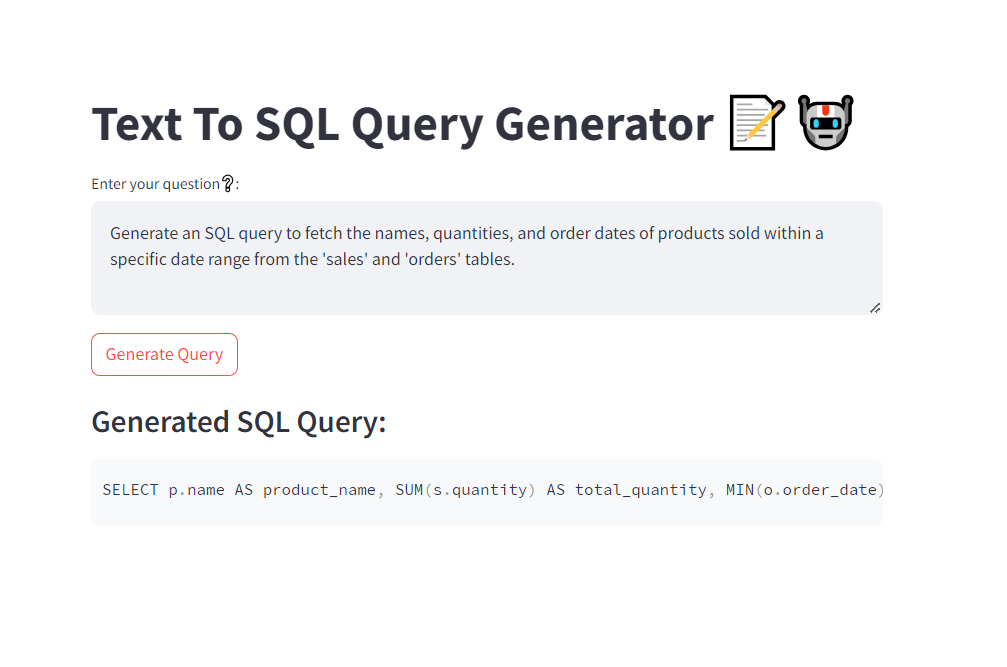 Text To SQL Query Generator 📝 🤖
Enter your question❔:
Generate an SQL query to fetch the names, quantities, and order dates of products sold within a
specific date range from the 'sales' and 'orders' tables.
Generate Query
Generated SQL Query:
SELECT p.name AS product_name, SUM(s.quantity) AS total_quantity, MIN(o.order_date)